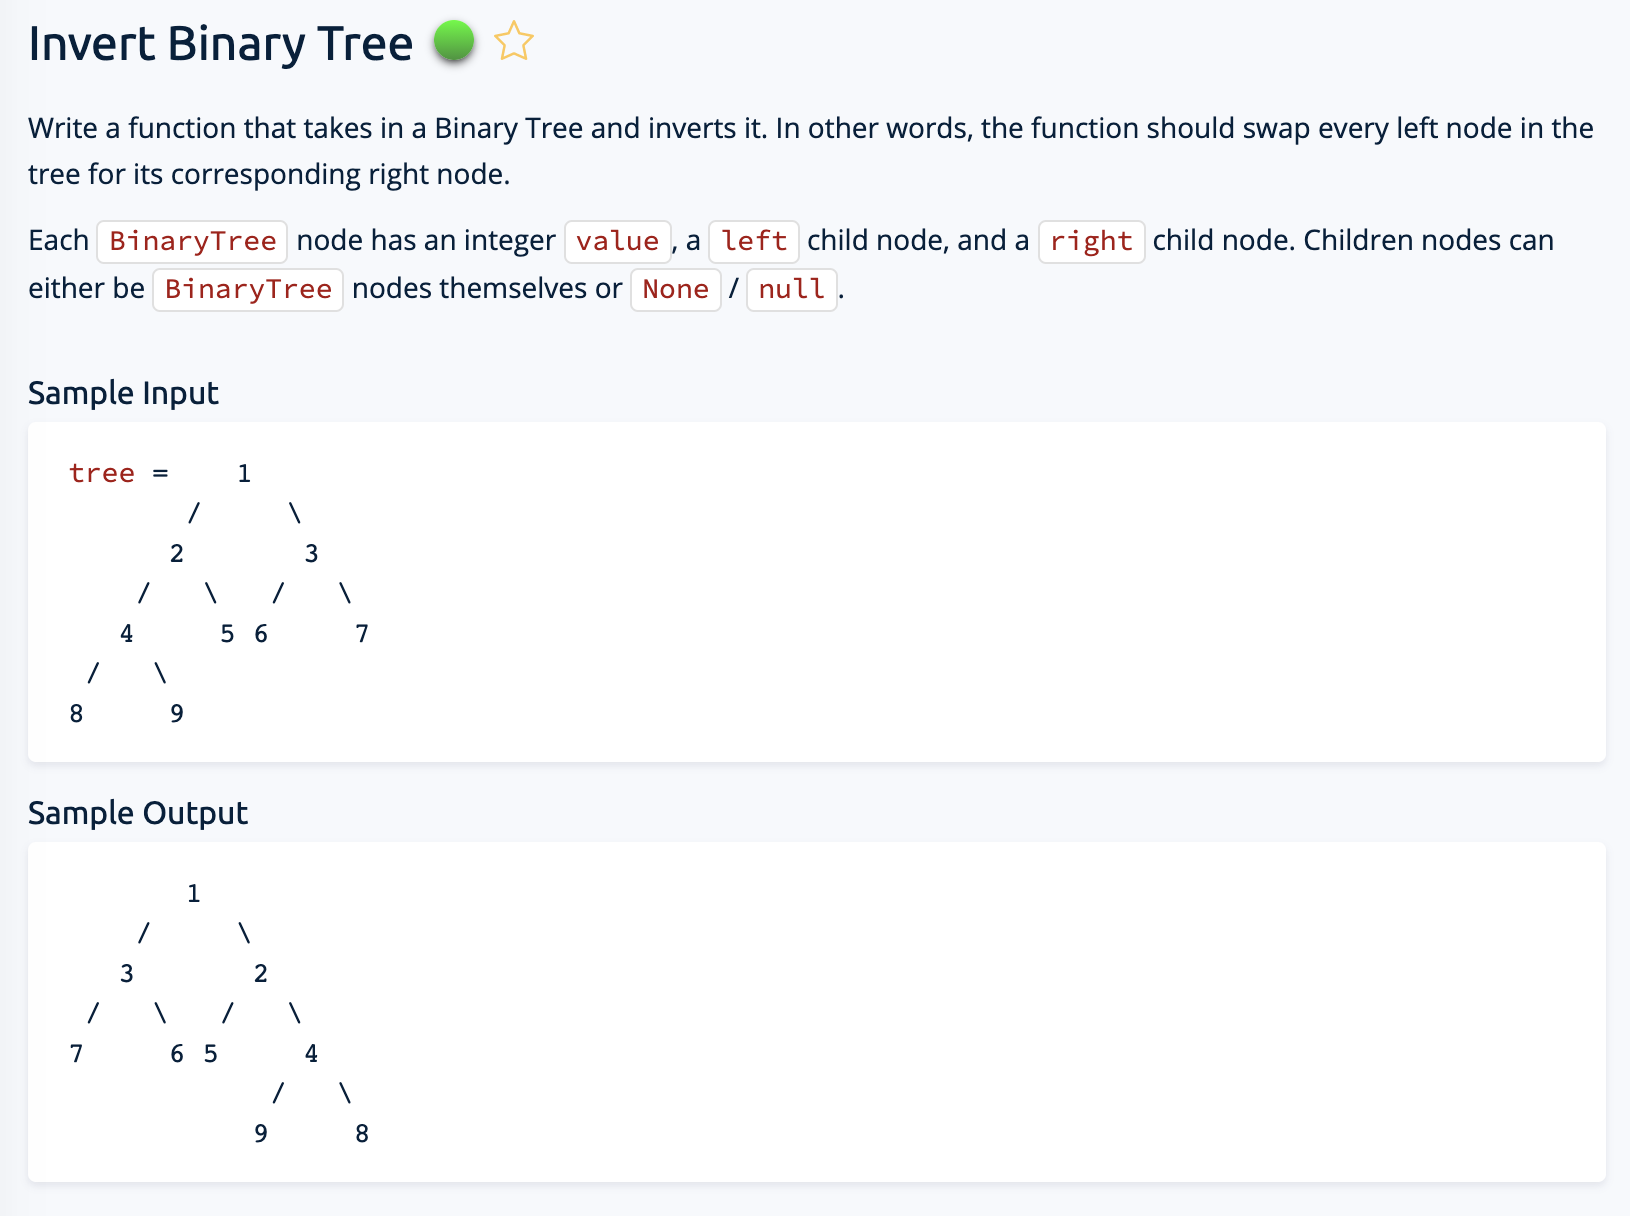 Invert Binary Tree
Write a function that takes in a Binary Tree and inverts it. In other words, the function should swap every left node in the
tree for its corresponding right node.
Each BinaryTree node has an integer value, a left child node, and a right child node. Children nodes can
either be BinaryTree nodes themselves or None / null.
Sample Input
tree =    1
       /     \
      2       3
    /   \   /   \
   4     5 6     7
 /   \
8     9
Sample Output
       1
    /     \
   3       2
 /   \   /   \
7     6 5     4
            /   \
           9     8